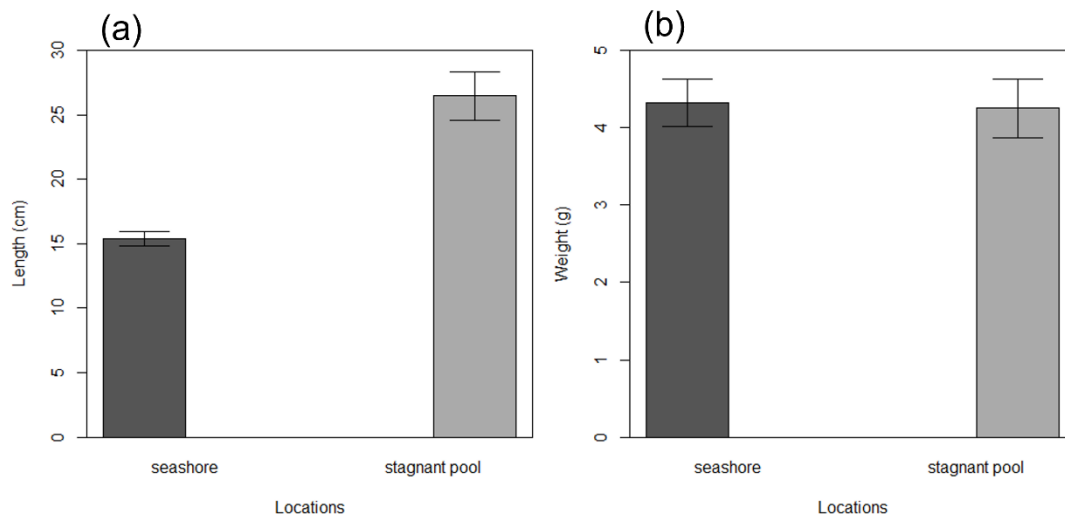 (a)
30
25
20
15
10
5
0
Length (cm)
seashore stagnant pool
Locations
(b)
5
4
3
2
1
0
Weight (g)
seashore stagnant pool
Locations